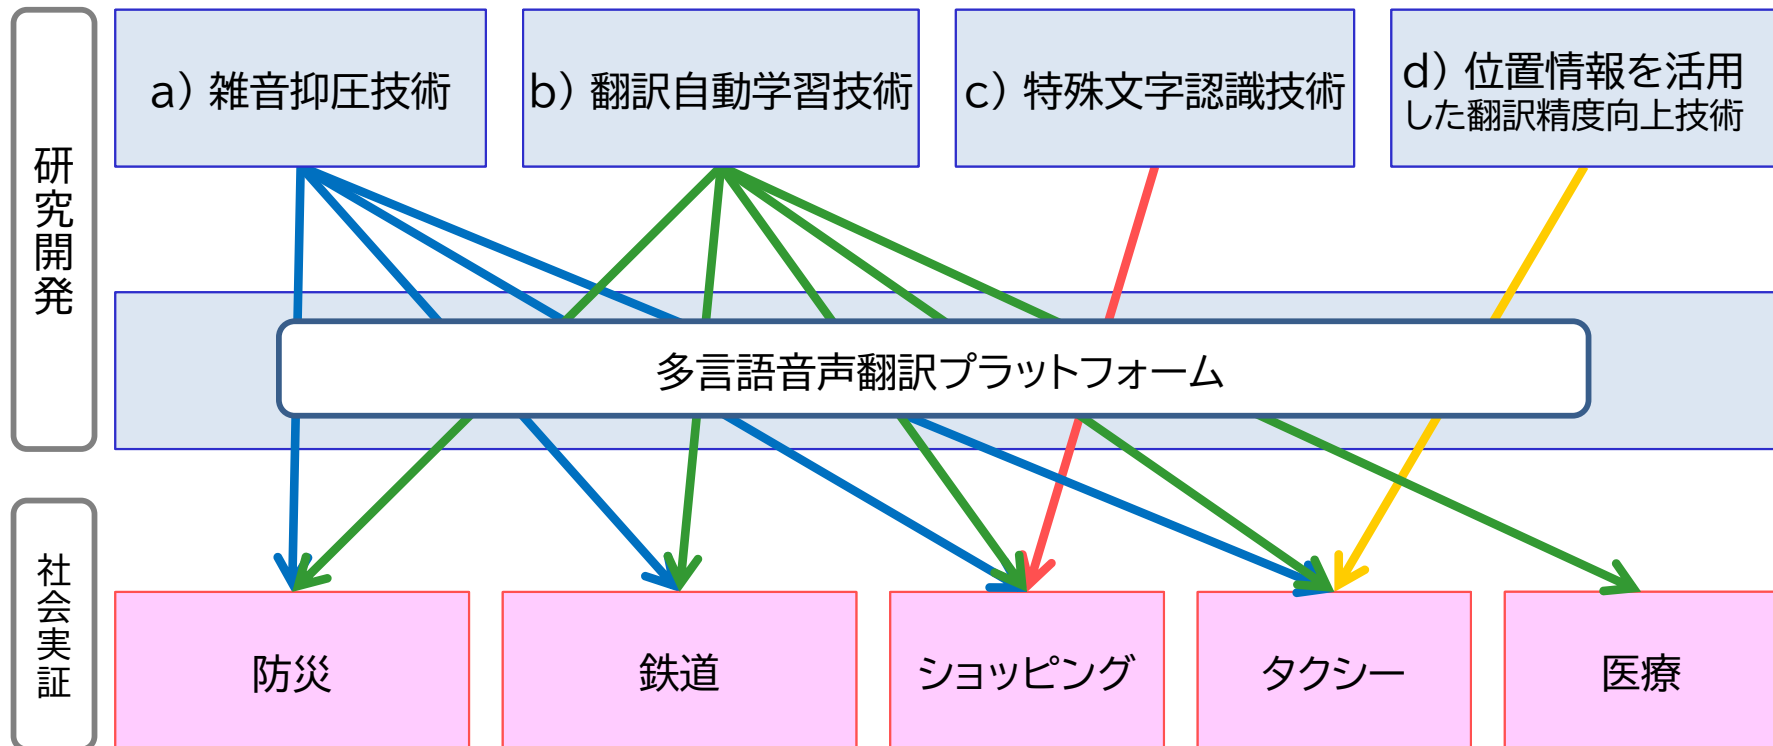 研究開発
a）雑音抑圧技術
b）翻訳自動学習技術
c）特殊文字認識技術
d）位置情報を活用
した翻訳精度向上技術
多言語音声翻訳プラットフォーム
社会実証
防災
鉄道
ショッピング
タクシー
医療